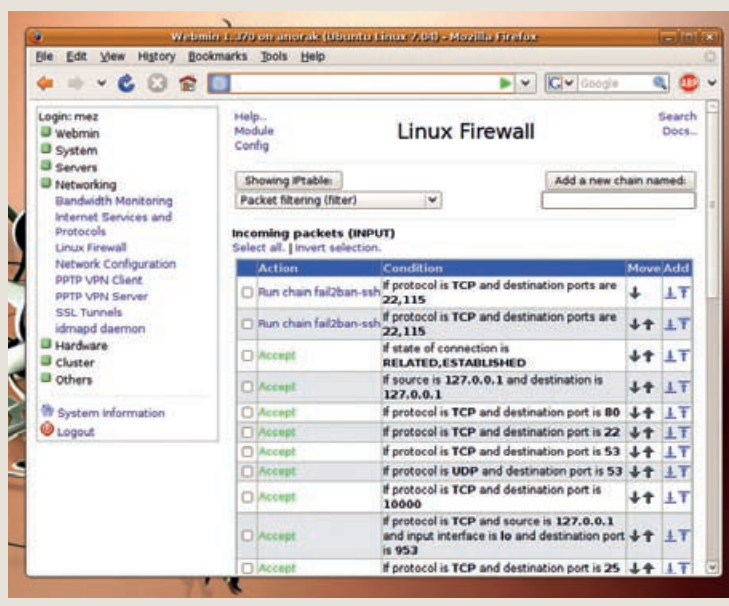 Webmin 1.370 on anorak (Ubuntu Linux 7.04) - Mozilla Firefox
File Edit View History Bookmarks Tools Help
Google
ABP
Login: mez
Webmin
System
Servers
Networking
Bandwidth Monitoring
Internet Services and
Protocols
Linux Firewall
Network Configuration
PPTP VPN Client
PPTP VPN Server
SSL Tunnels
idmapd daemon
Hardware
Cluster
Others
System Information
Logout
Help..
Module
Config
Linux Firewall
Search
Docs..
Showing IPtable:
Packet filtering (filter)
Add a new chain named:
Incoming packets (INPUT)
Select all. | Invert selection.
Action Condition Move Add
Run chain fail2ban-ssh If protocol is TCP and destination ports are
22,115
Run chain fail2ban-ssh If protocol is TCP and destination ports are
22,115
Accept If state of connection is
RELATED,ESTABLISHED
Accept If source is 127.0.0.1 and destination is
127.0.0.1
Accept If protocol is TCP and destination port is 80
Accept If protocol is TCP and destination port is 22
Accept If protocol is TCP and destination port is 53
Accept If protocol is UDP and destination port is 53
Accept If protocol is TCP and destination port is
10000
Accept If protocol is TCP and source is 127.0.0.1
and input interface is lo and destination port
is 953
Accept If protocol is TCP and destination port is 25